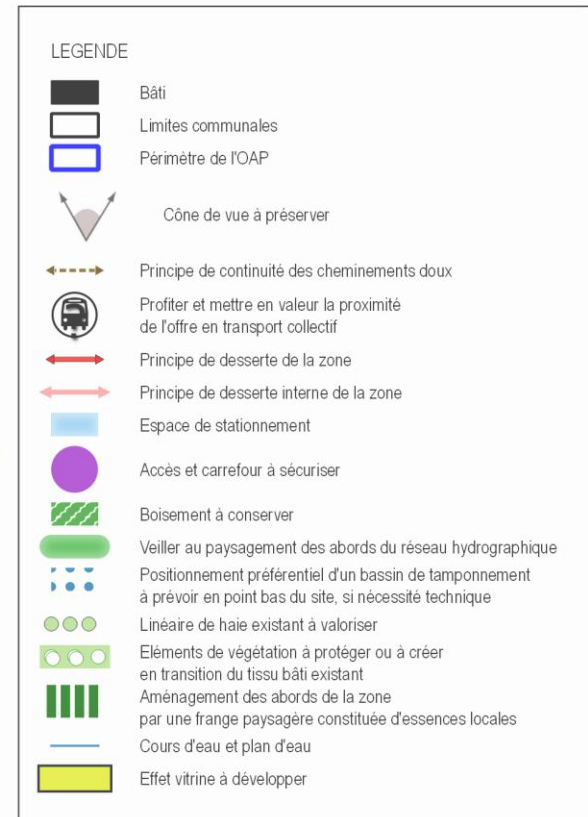 LEGENDE
Bâti
Limites communales
Périmètre de l'OAP
Cône de vue à préserver
Principe de continuité des cheminements doux
Profiter et mettre en valeur la proximité
de l'offre en transport collectif
Principe de desserte de la zone
Principe de desserte interne de la zone
Espace de stationnement
Accès et carrefour à sécuriser
Boisement à conserver
Veiller au paysagement des abords du réseau hydrographique
Positionnement préférentiel d'un bassin de tamponnement
à prévoir en point bas du site, si nécessité technique
Linéaire de haie existant à valoriser
Eléments de végétation à protéger ou à créer
en transition du tissu bâti existant
Aménagement des abords de la zone
par une frange paysagère constituée d'essences locales
Cours d'eau et plan d'eau
Effet vitrine à développer